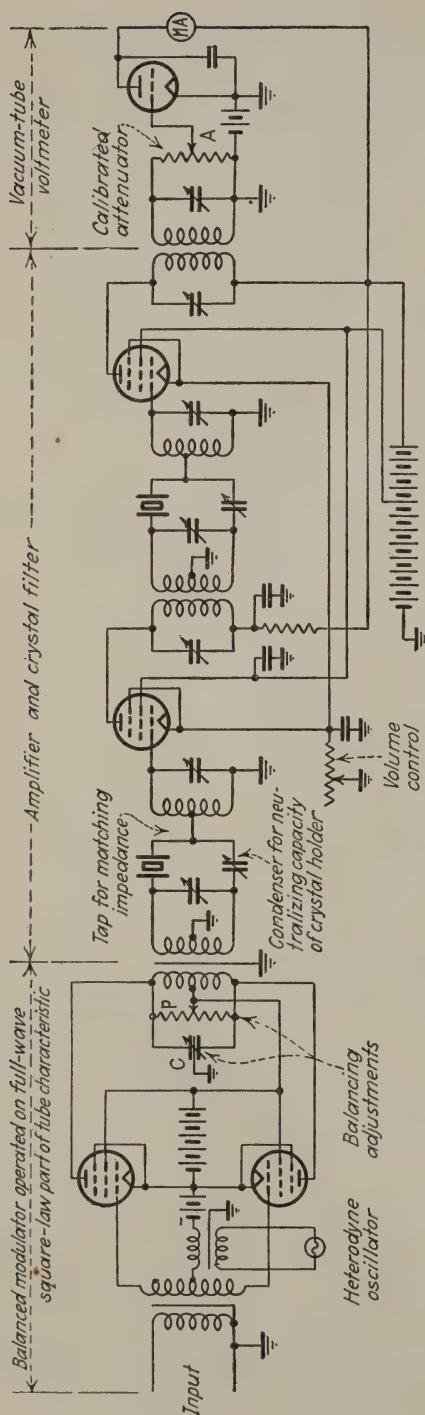 Balanced modulator operated on full-wave
square-law part of tube characteristic
Amplifier and crystal filter
Vacuum-tube
voltmeter
Input
Heterodyne
oscillator
C
P
Balancing
adjustments
Tap for matching
impedance
Condenser for neu-
tralizing capacity
of crystal holder
Volume
control
Calibrated
attenuator
A
MA